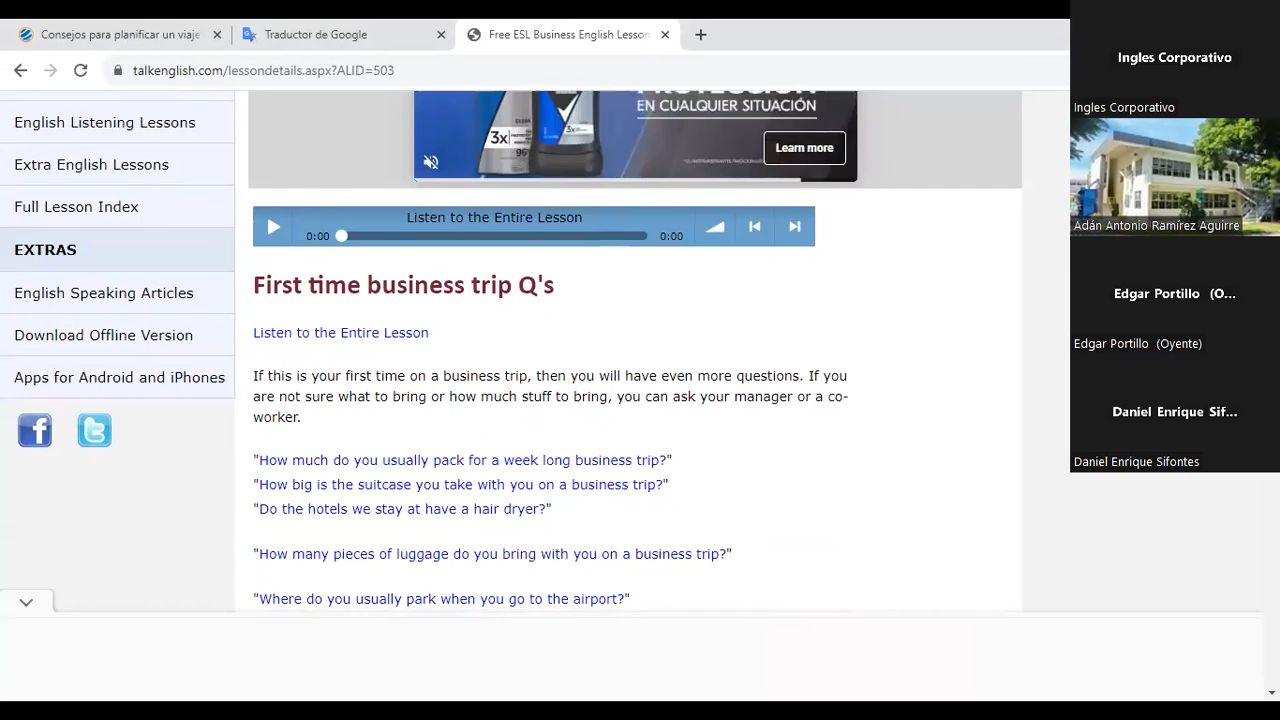 Consejos para planificar un viaje
Traductor de Google
Free ESL Business English Lesson
talkenglish.com/lessondetails.aspx?ALID=503
English Listening Lessons
Extra English Lessons
Full Lesson Index
EXTRAS
English Speaking Articles
Download Offline Version
Apps for Android and iPhones
EN CUALQUIER SITUACIÓN
3x
3x
Learn more
Listen to the Entire Lesson
0:00
0:00
First time business trip Q's
Listen to the Entire Lesson
If this is your first time on a business trip, then you will have even more questions. If you
are not sure what to bring or how much stuff to bring, you can ask your manager or a co-
worker.
"How much do you usually pack for a week long business trip?"
"How big is the suitcase you take with you on a business trip?"
"Do the hotels we stay at have a hair dryer?"
"How many pieces of luggage do you bring with you on a business trip?"
"Where do you usually park when you go to the airport?"
Ingles Corporativo
Ingles Corporativo
Adán Antonio Ramírez Aguirre
Edgar Portillo (O...
Edgar Portillo (Oyente)
Daniel Enrique Sif...
Daniel Enrique Sifontes